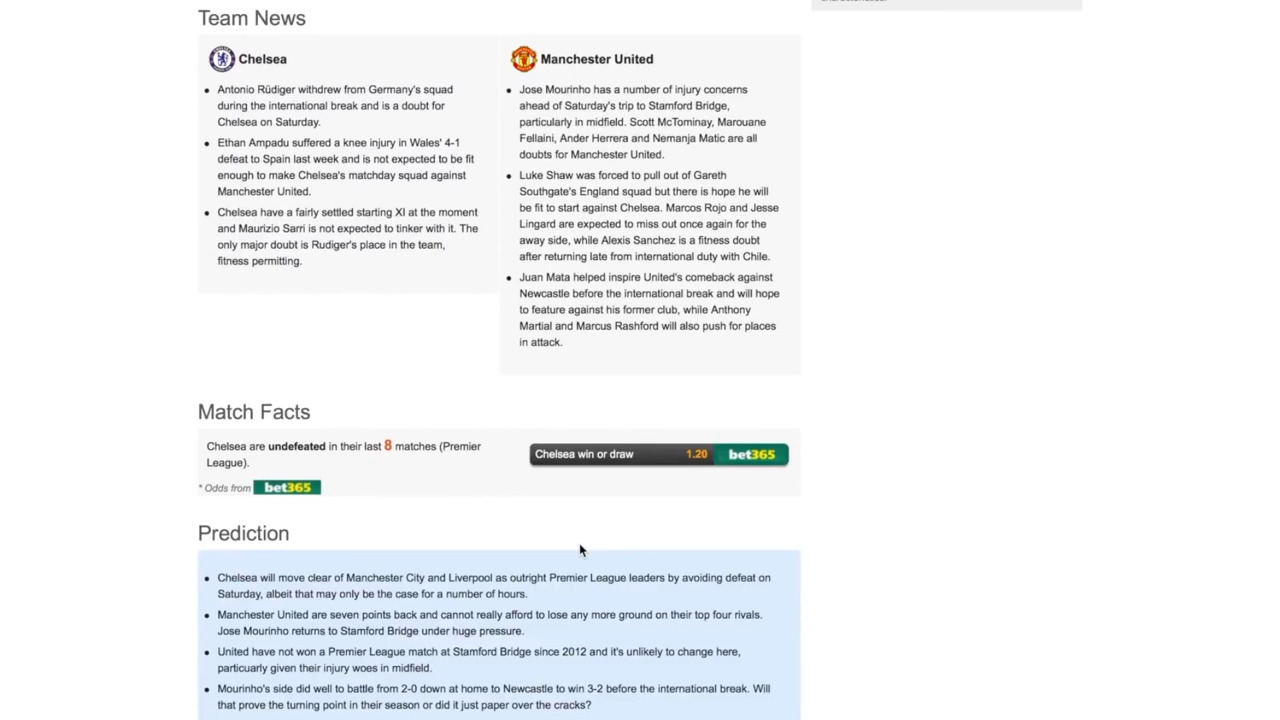 Team News
Chelsea
Antonio Rüdiger withdrew from Germany's squad
during the international break and is a doubt for
Chelsea on Saturday.
Ethan Ampadu suffered a knee injury in Wales' 4-1
defeat to Spain last week and is not expected to be fit
enough to make Chelsea's matchday squad against
Manchester United.
Chelsea have a fairly settled starting XI at the moment
and Maurizio Sarri is not expected to tinker with it. The
only major doubt is Rudiger's place in the team,
fitness permitting.
Manchester United
Jose Mourinho has a number of injury concerns
ahead of Saturday's trip to Stamford Bridge,
particularly in midfield. Scott McTominay, Marouane
Fellaini, Ander Herrera and Nemanja Matic are all
doubts for Manchester United.
Luke Shaw was forced to pull out of Gareth
Southgate's England squad but there is hope he will
be fit to start against Chelsea. Marcos Rojo and Jesse
Lingard are expected to miss out once again for the
away side, while Alexis Sanchez is a fitness doubt
after returning late from international duty with Chile.
Juan Mata helped inspire United's comeback against
Newcastle before the international break and will hope
to feature against his former club, while Anthony
Martial and Marcus Rashford will also push for places
in attack.
Match Facts
Chelsea are undefeated in their last 8 matches (Premier
League).
Chelsea win or draw 1.20 bet365
* Odds from bet365
Prediction
Chelsea will move clear of Manchester City and Liverpool as outright Premier League leaders by avoiding defeat on
Saturday, albeit that may only be the case for a number of hours.
Manchester United are seven points back and cannot really afford to lose any more ground on their top four rivals.
Jose Mourinho returns to Stamford Bridge under huge pressure.
United have not won a Premier League match at Stamford Bridge since 2012 and it's unlikely to change here,
particuarly given their injury woes in midfield.
Mourinho's side did well to battle from 2-0 down at home to Newcastle to win 3-2 before the international break. Will
that prove the turning point in their season or did it just paper over the cracks?